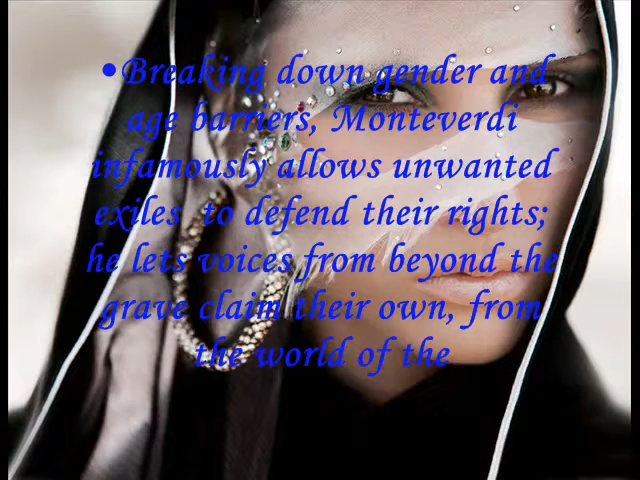 •Breaking down gender and
age barriers, Monteverdi
infamously allows unwanted
exiles to defend their rights;
he lets voices from beyond the
grave claim their own, from
the world of the